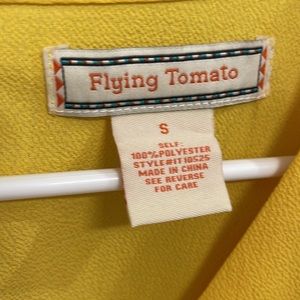 Flying Tomato
S
SELF:
100%POLYESTER
STYLE#IT10525
MADE IN CHINA
SEE REVERSE
FOR CARE